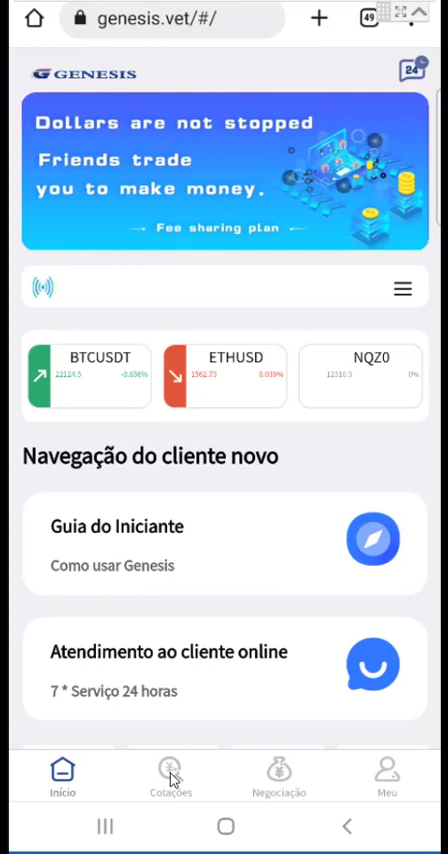 genesis.vet/#/
49
GENESIS
24
Dollars are not stopped
Friends trade
you to make money.
Fee sharing plan
BTCUSDT
22124.5 -0.656%
ETHUSD
1562.75 0.039%
NQZ0
12310.5 0%
Navegação do cliente novo
Guia do Iniciante
Como usar Genesis
Atendimento ao cliente online
7 * Serviço 24 horas
Início
Cotações
Negociação
Meu